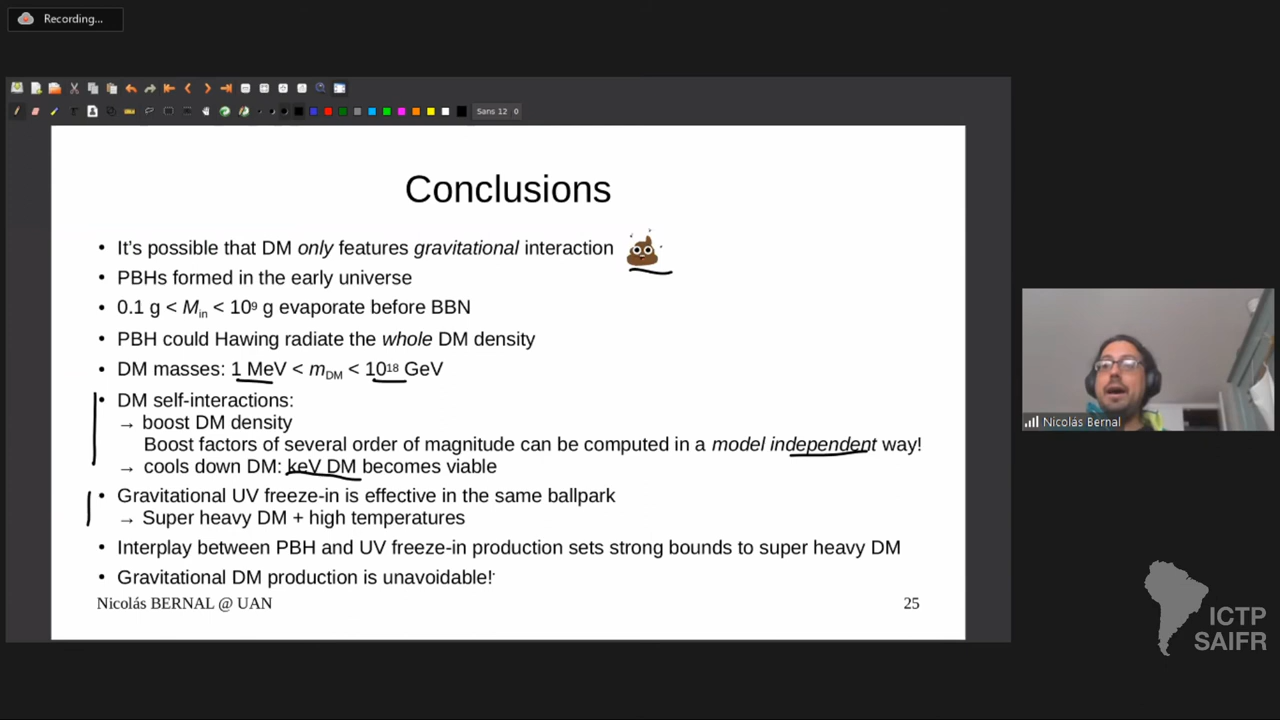 Recording...
Sans 12 0
Conclusions
• It's possible that DM only features gravitational interaction
• PBHs formed in the early universe
• 0.1 g < Min < 10⁹ g evaporate before BBN
• PBH could Hawing radiate the whole DM density
• DM masses: 1 MeV < mDM < 10¹⁸ GeV
• DM self-interactions:
→ boost DM density
Boost factors of several order of magnitude can be computed in a model independent way!
→ cools down DM: keV DM becomes viable
• Gravitational UV freeze-in is effective in the same ballpark
→ Super heavy DM + high temperatures
• Interplay between PBH and UV freeze-in production sets strong bounds to super heavy DM
• Gravitational DM production is unavoidable!
Nicolás BERNAL @ UAN
25
Nicolás Bernal
ICTP
SAIFR